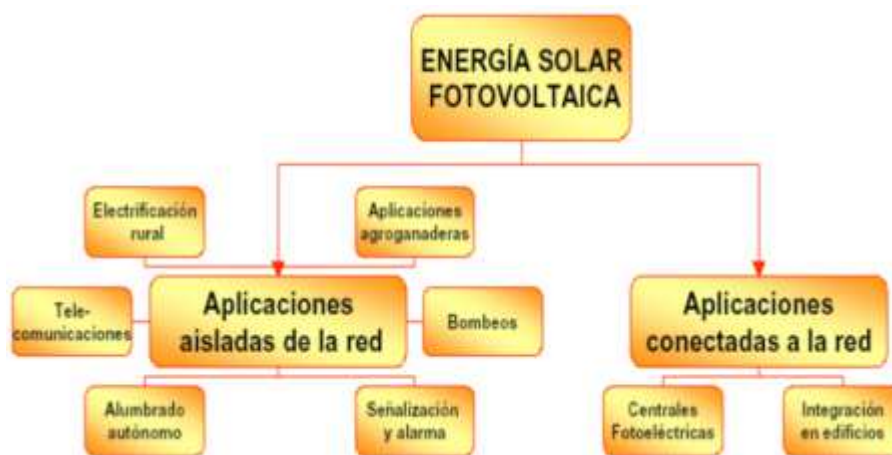 ENERGÍA SOLAR
FOTOVOLTAICA
Electrificación
rural
Aplicaciones
agroganaderas
Tele-
comunicaciones
Aplicaciones
aisladas de la red
Bombeos
Aplicaciones
conectadas a la red
Alumbrado
autónomo
Señalización
y alarma
Centrales
Fotoeléctricas
Integración
en edificios